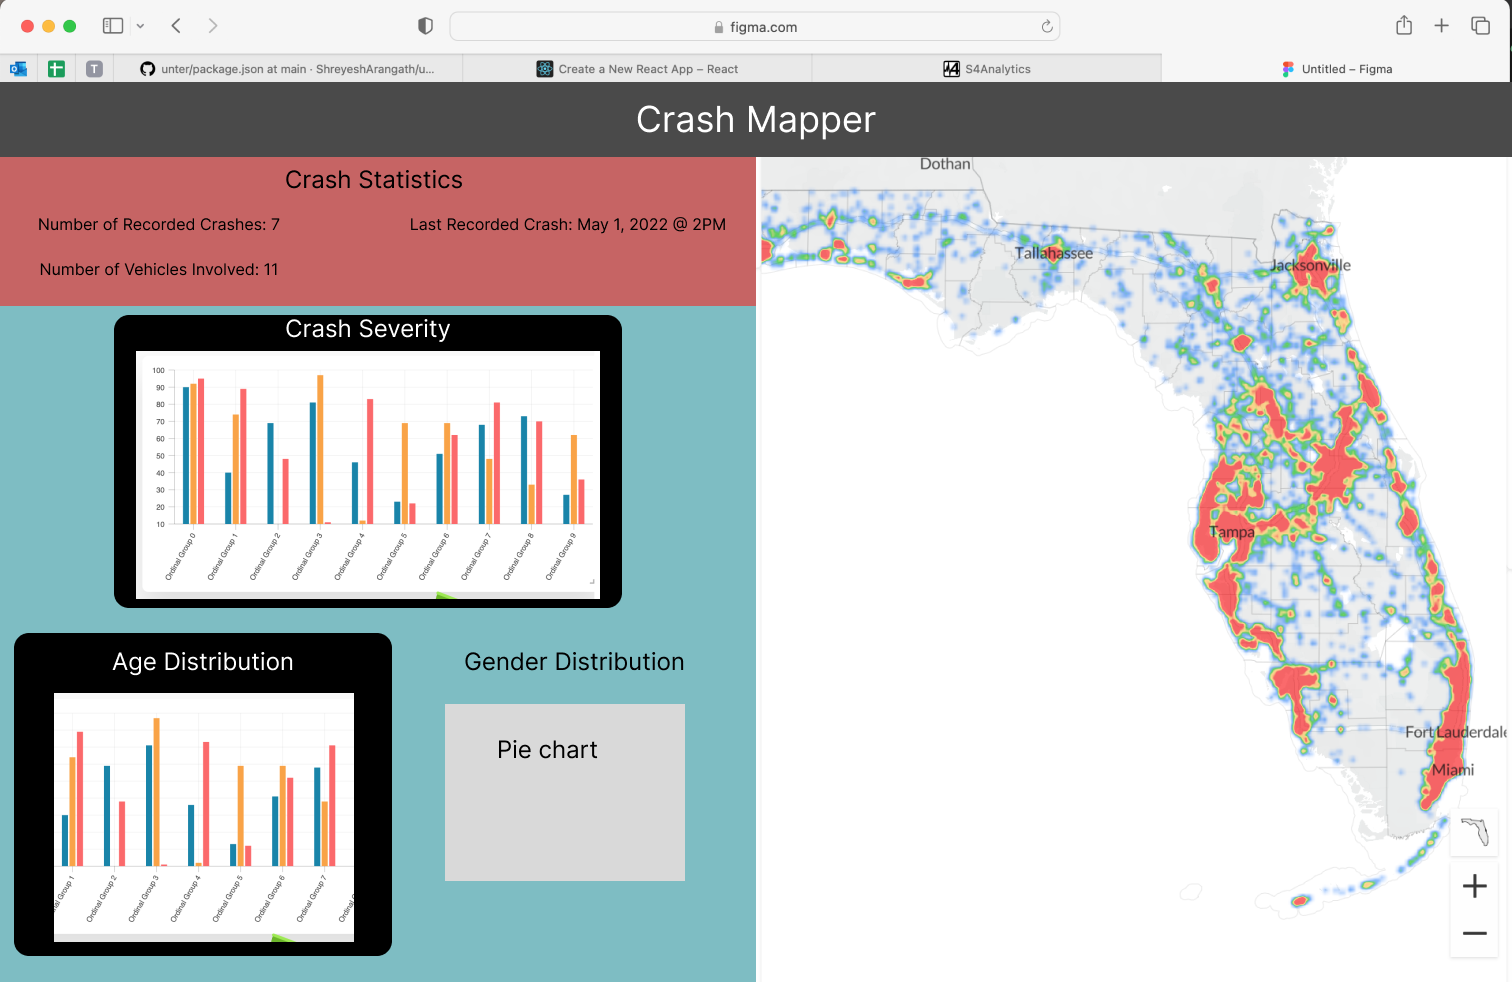 figma.com
T
unter/package.json at main · ShreyeshArangath/u...
Create a New React App – React
S4Analytics
Untitled – Figma
Crash Mapper
Crash Statistics
Number of Recorded Crashes: 7
Last Recorded Crash: May 1, 2022 @ 2PM
Number of Vehicles Involved: 11
Crash Severity
100
90
80
70
60
50
40
30
20
10
Ordinal Group 0
Ordinal Group 1
Ordinal Group 2
Ordinal Group 3
Ordinal Group 4
Ordinal Group 5
Ordinal Group 6
Ordinal Group 7
Ordinal Group 8
Ordinal Group 9
Age Distribution
nal Group 1
Ordinal Group 2
Ordinal Group 3
Ordinal Group 4
Ordinal Group 5
Ordinal Group 6
Ordinal Group 7
Gender Distribution
Pie chart
Dothan
Tallahassee
Jacksonville
Tampa
Fort Lauderdale
Miami